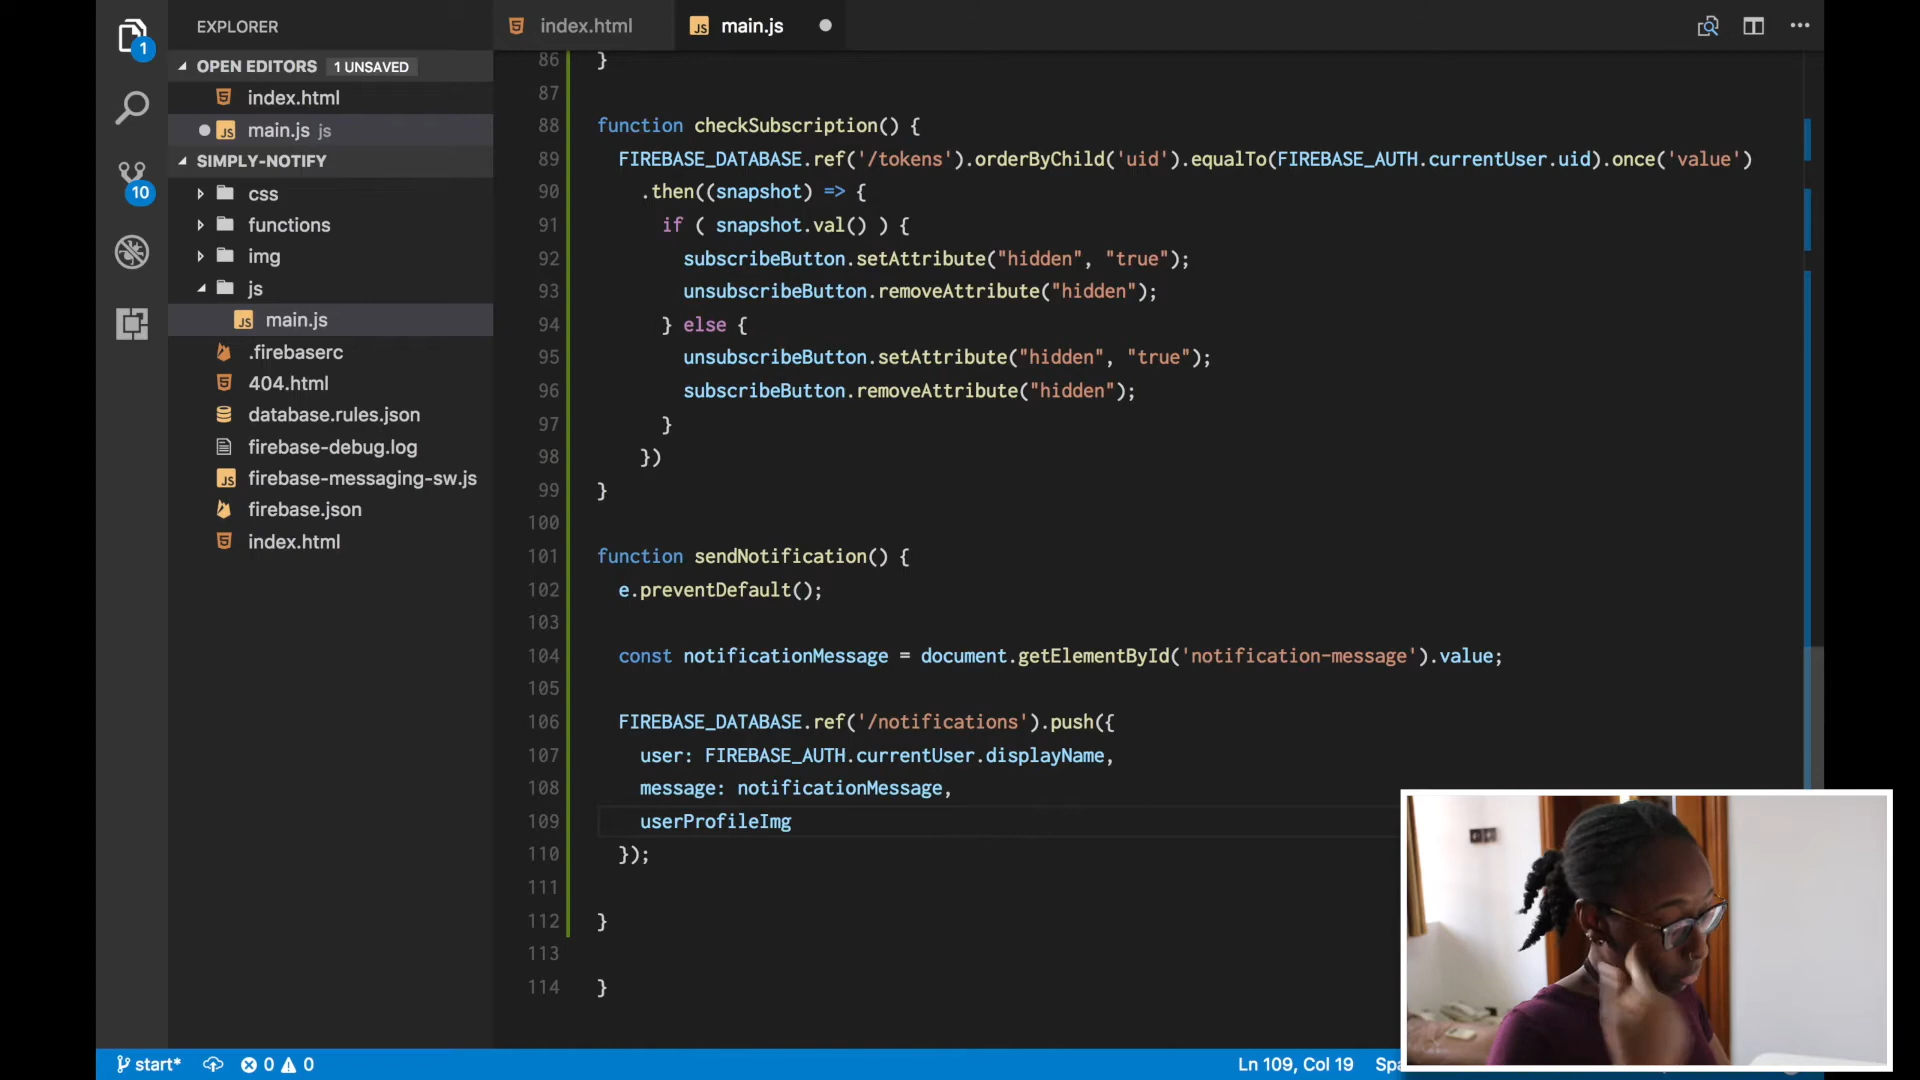 EXPLORER
OPEN EDITORS 1 UNSAVED
index.html
main.js js
SIMPLY-NOTIFY
css
functions
img
js
main.js
.firebaserc
404.html
database.rules.json
firebase-debug.log
firebase-messaging-sw.js
firebase.json
index.html
1
10
index.html
main.js
86 }
87
88 function checkSubscription() {
89 FIREBASE_DATABASE.ref('/tokens').orderByChild('uid').equalTo(FIREBASE_AUTH.currentUser.uid).once('value')
90 .then((snapshot) => {
91 if ( snapshot.val() ) {
92 subscribeButton.setAttribute("hidden", "true");
93 unsubscribeButton.removeAttribute("hidden");
94 } else {
95 unsubscribeButton.setAttribute("hidden", "true");
96 subscribeButton.removeAttribute("hidden");
97 }
98 })
99 }
100
101 function sendNotification() {
102 e.preventDefault();
103
104 const notificationMessage = document.getElementById('notification-message').value;
105
106 FIREBASE_DATABASE.ref('/notifications').push({
107 user: FIREBASE_AUTH.currentUser.displayName,
108 message: notificationMessage,
109 userProfileImg
110 });
111
112 }
113
114 }
start* 0 0 Ln 109, Col 19